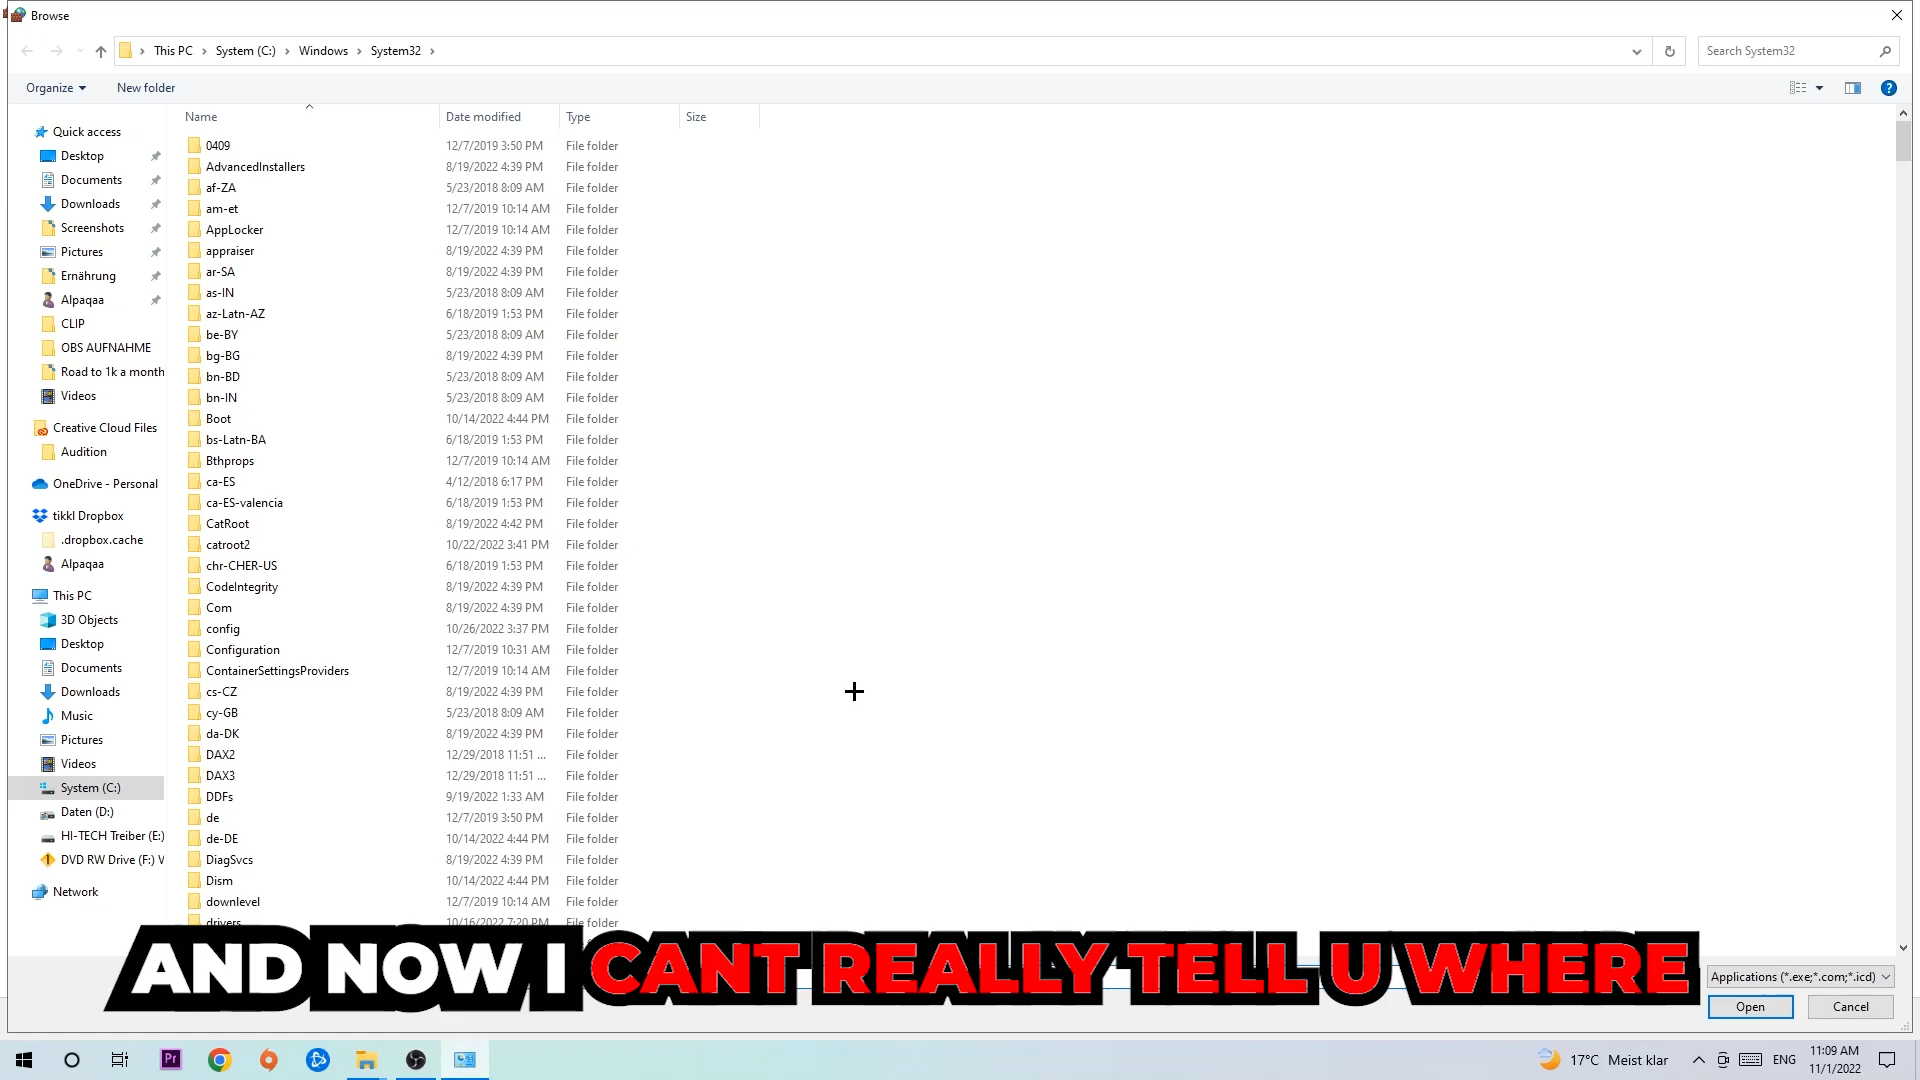 Browse
This PC > System (C:) > Windows > System32 >
Search System32
Organize
New folder
Name Date modified Type Size
Quick access
Desktop
Documents
Downloads
Screenshots
Pictures
Ernährung
Alpaqaa
CLIP
OBS AUFNAHME
Road to 1k a month
Videos
Creative Cloud Files
Audition
OneDrive - Personal
tikkl Dropbox
.dropbox.cache
Alpaqaa
This PC
3D Objects
Desktop
Documents
Downloads
Music
Pictures
Videos
System (C:)
Daten (D:)
HI-TECH Treiber (E:)
DVD RW Drive (F:) V
Network
0409 12/7/2019 3:50 PM File folder
AdvancedInstallers 8/19/2022 4:39 PM File folder
af-ZA 5/23/2018 8:09 AM File folder
am-et 12/7/2019 10:14 AM File folder
AppLocker 12/7/2019 10:14 AM File folder
appraiser 8/19/2022 4:39 PM File folder
ar-SA 8/19/2022 4:39 PM File folder
as-IN 5/23/2018 8:09 AM File folder
az-Latn-AZ 6/18/2019 1:53 PM File folder
be-BY 5/23/2018 8:09 AM File folder
bg-BG 8/19/2022 4:39 PM File folder
bn-BD 5/23/2018 8:09 AM File folder
bn-IN 5/23/2018 8:09 AM File folder
Boot 10/14/2022 4:44 PM File folder
bs-Latn-BA 6/18/2019 1:53 PM File folder
Bthprops 12/7/2019 10:14 AM File folder
ca-ES 4/12/2018 6:17 PM File folder
ca-ES-valencia 6/18/2019 1:53 PM File folder
CatRoot 8/19/2022 4:42 PM File folder
catroot2 10/22/2022 3:41 PM File folder
chr-CHER-US 6/18/2019 1:53 PM File folder
CodeIntegrity 8/19/2022 4:39 PM File folder
Com 8/19/2022 4:39 PM File folder
config 10/26/2022 3:37 PM File folder
Configuration 12/7/2019 10:31 AM File folder
ContainerSettingsProviders 12/7/2019 10:14 AM File folder
cs-CZ 8/19/2022 4:39 PM File folder
cy-GB 5/23/2018 8:09 AM File folder
da-DK 8/19/2022 4:39 PM File folder
DAX2 12/29/2018 11:51 ... File folder
DAX3 12/29/2018 11:51 ... File folder
DDFs 9/19/2022 1:33 AM File folder
de 12/7/2019 3:50 PM File folder
de-DE 10/14/2022 4:44 PM File folder
DiagSvcs 8/19/2022 4:39 PM File folder
Dism 10/14/2022 4:44 PM File folder
downlevel 12/7/2019 10:14 AM File folder
drivers 10/16/2022 7:20 PM File folder
AND NOW I CANT REALLY TELL U WHERE
Applications (*.exe;*.com;*.icd)
Open
Cancel
Pr
17°C Meist klar
ENG
11:09 AM
11/1/2022